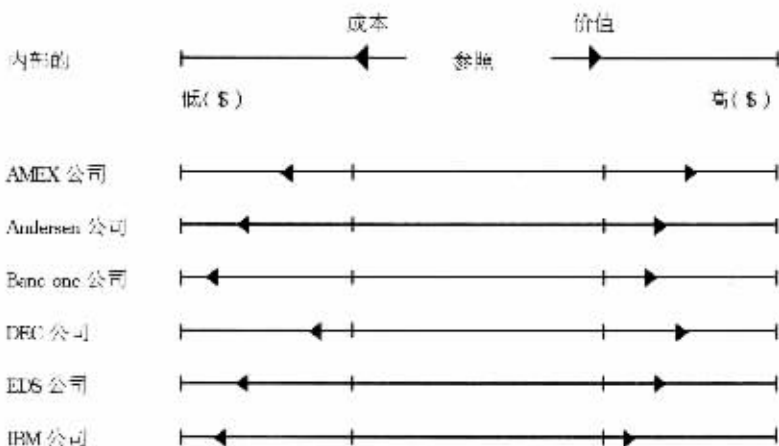 成本 价值
内部的 参照
低($) 高($)
AMEX 公司
Andersen 公司
Banc one 公司
DEC 公司
EDS 公司
IBM 公司